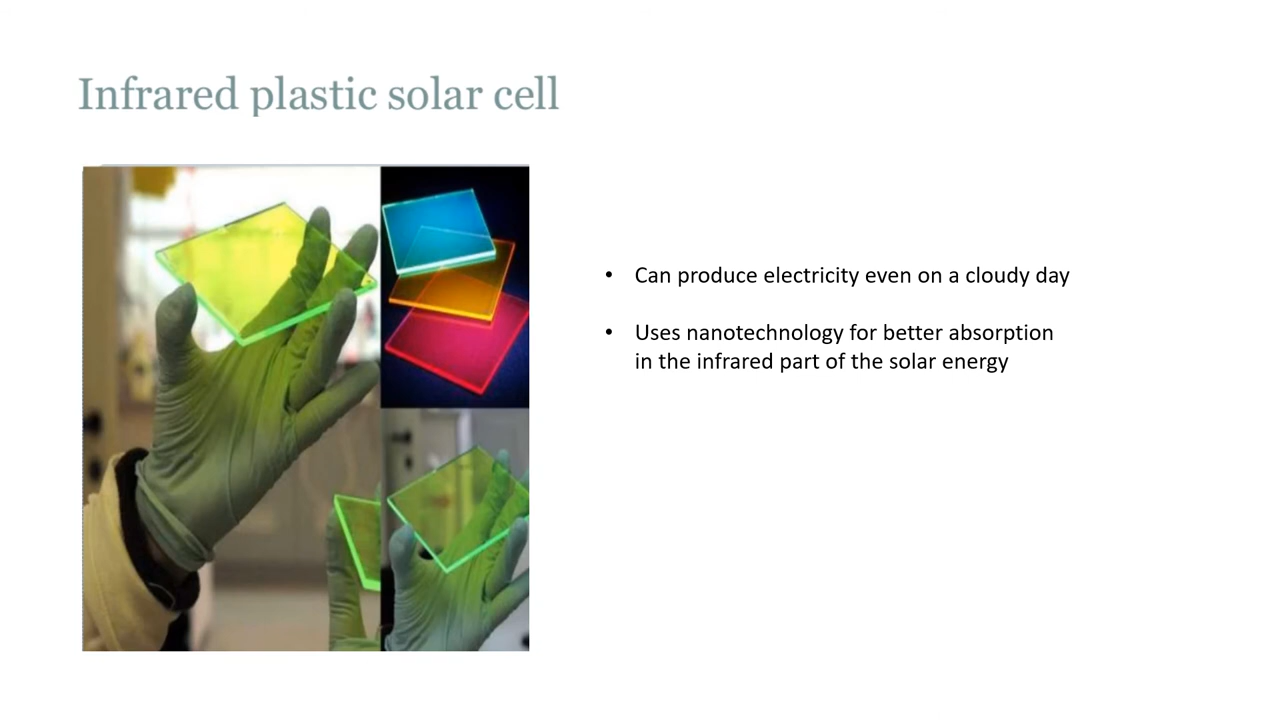 Infrared plastic solar cell
• Can produce electricity even on a cloudy day
• Uses nanotechnology for better absorption
in the infrared part of the solar energy